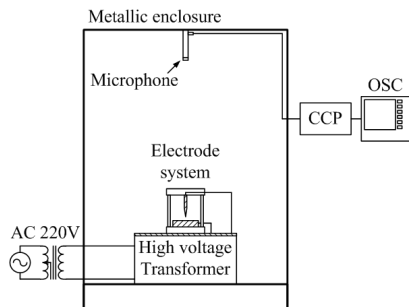 Metallic enclosure
Microphone
OSC
CCP
Electrode
system
AC 220V
High voltage
Transformer